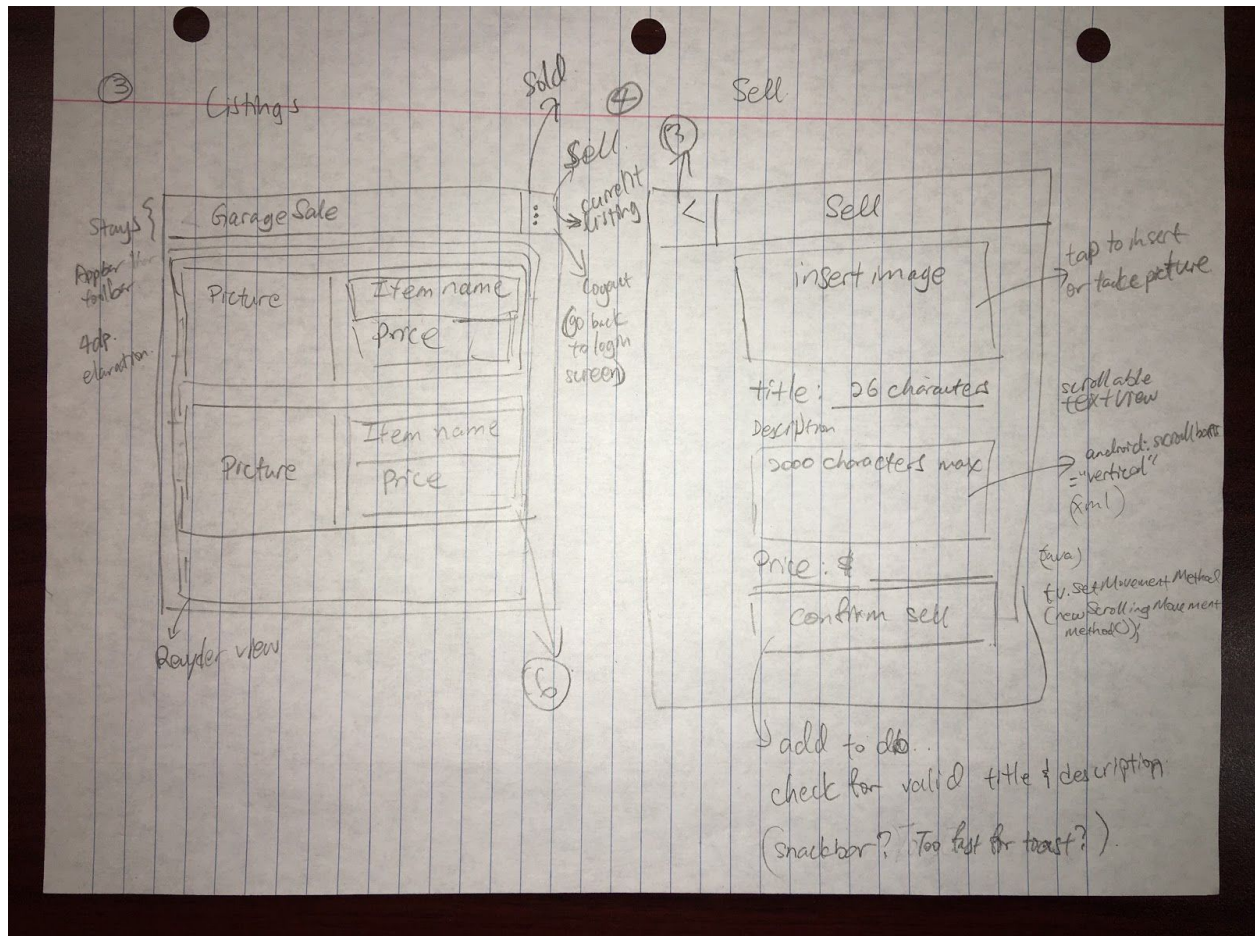 3
Listings
Sold
Sell
current
listing
Logout
(Go back
to login
screen)
Stays {
Garage Sale
toolbar
4dp
Picture
Item name
Price
Picture
Item name
Price
6
4
Sell
3
<
Sell
insert image
tap to insert
or take picture
title: 26 characters
Description
2000 characters max
scrollable
textview
android:scrollbars
="vertical"
(xml)
Price: $
(java)
tv.setMovementMethod
(new ScrollingMovement
method());
confirm sell
add to db..
check for valid title & description.
(snackbar? Too fast for toast?)